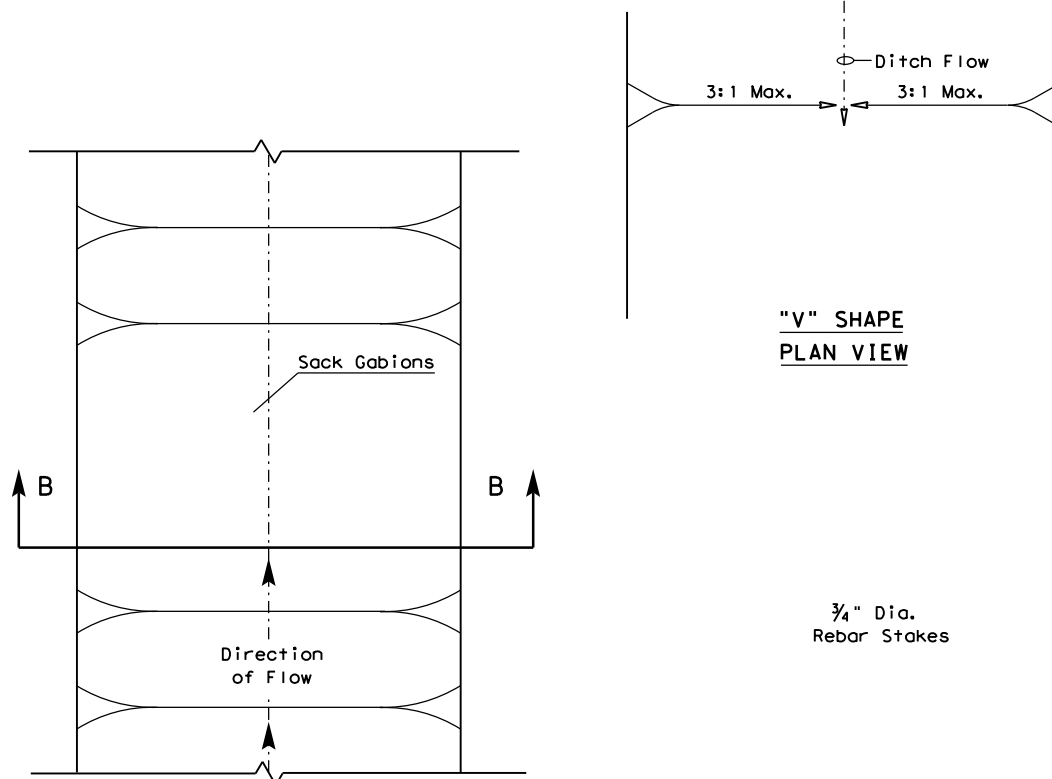 Ditch Flow
3:1 Max.
3:1 Max.
"V" SHAPE
PLAN VIEW
Sack Gabions
B
B
Direction
of Flow
¾" Dia.
Rebar Stakes